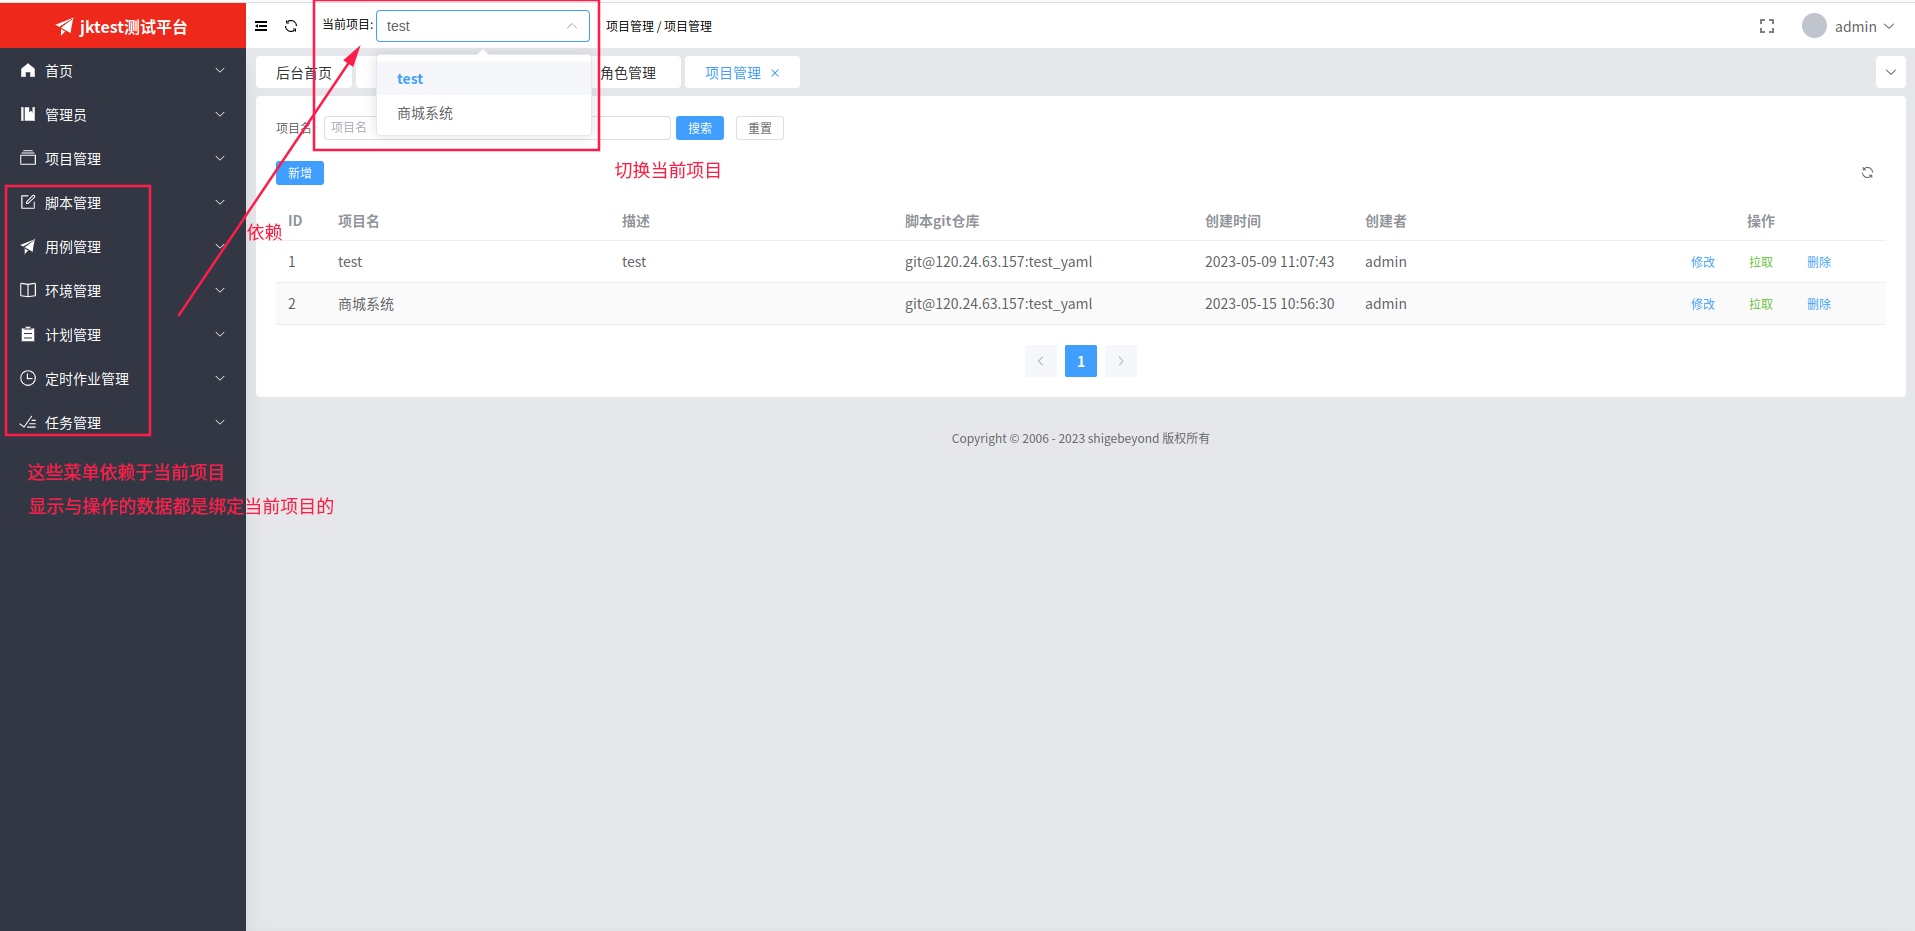 jktest测试平台
当前项目:
test
项目管理 / 项目管理
admin
首页
管理员
项目管理
脚本管理
用例管理
环境管理
计划管理
定时作业管理
任务管理
这些菜单依赖于当前项目
显示与操作的数据都是绑定当前项目的
依赖
后台首页
角色管理
项目管理
test
商城系统
项目名
项目名
搜索
重置
切换当前项目
新增
ID 项目名 描述 脚本git仓库 创建时间 创建者 操作
1 test test git@120.24.63.157:test_yaml 2023-05-09 11:07:43 admin 修改 拉取 删除
2 商城系统 git@120.24.63.157:test_yaml 2023-05-15 10:56:30 admin 修改 拉取 删除
1
Copyright © 2006 - 2023 shigebeyond 版权所有